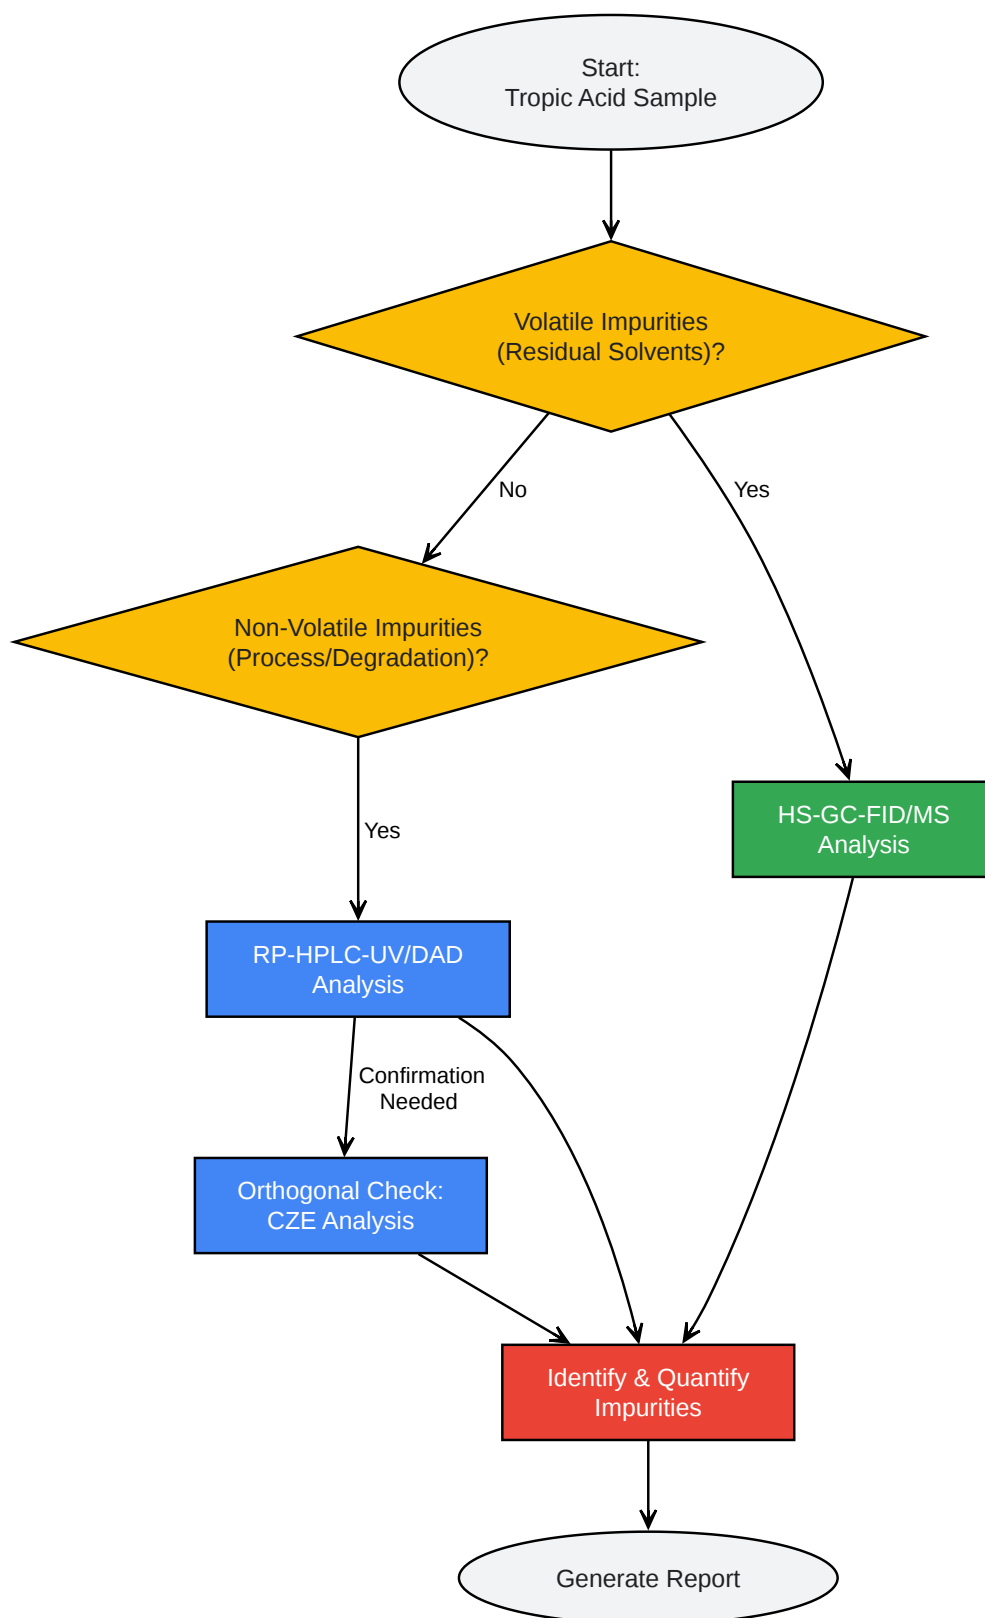 Start:
Tropic Acid Sample
Volatile Impurities
(Residual Solvents)?
No
Yes
Non-Volatile Impurities
(Process/Degradation)?
HS-GC-FID/MS
Analysis
Yes
RP-HPLC-UV/DAD
Analysis
Confirmation
Needed
Orthogonal Check:
CZE Analysis
Identify & Quantify
Impurities
Generate Report